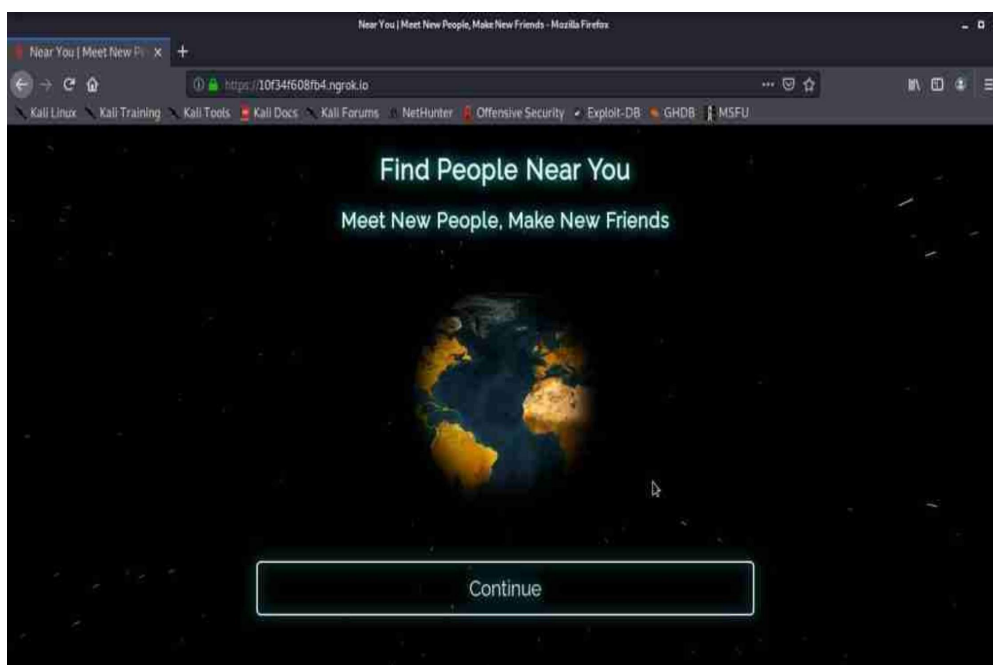 Near You | Meet New People, Make New Friends - Mozilla Firefox
Near You | Meet New P
https://10f34f608fb4.ngrok.io
Kali Linux Kali Training Kali Tools Kali Docs Kali Forums NetHunter Offensive Security Exploit-DB GHDB MSFU
Find People Near You
Meet New People, Make New Friends
Continue